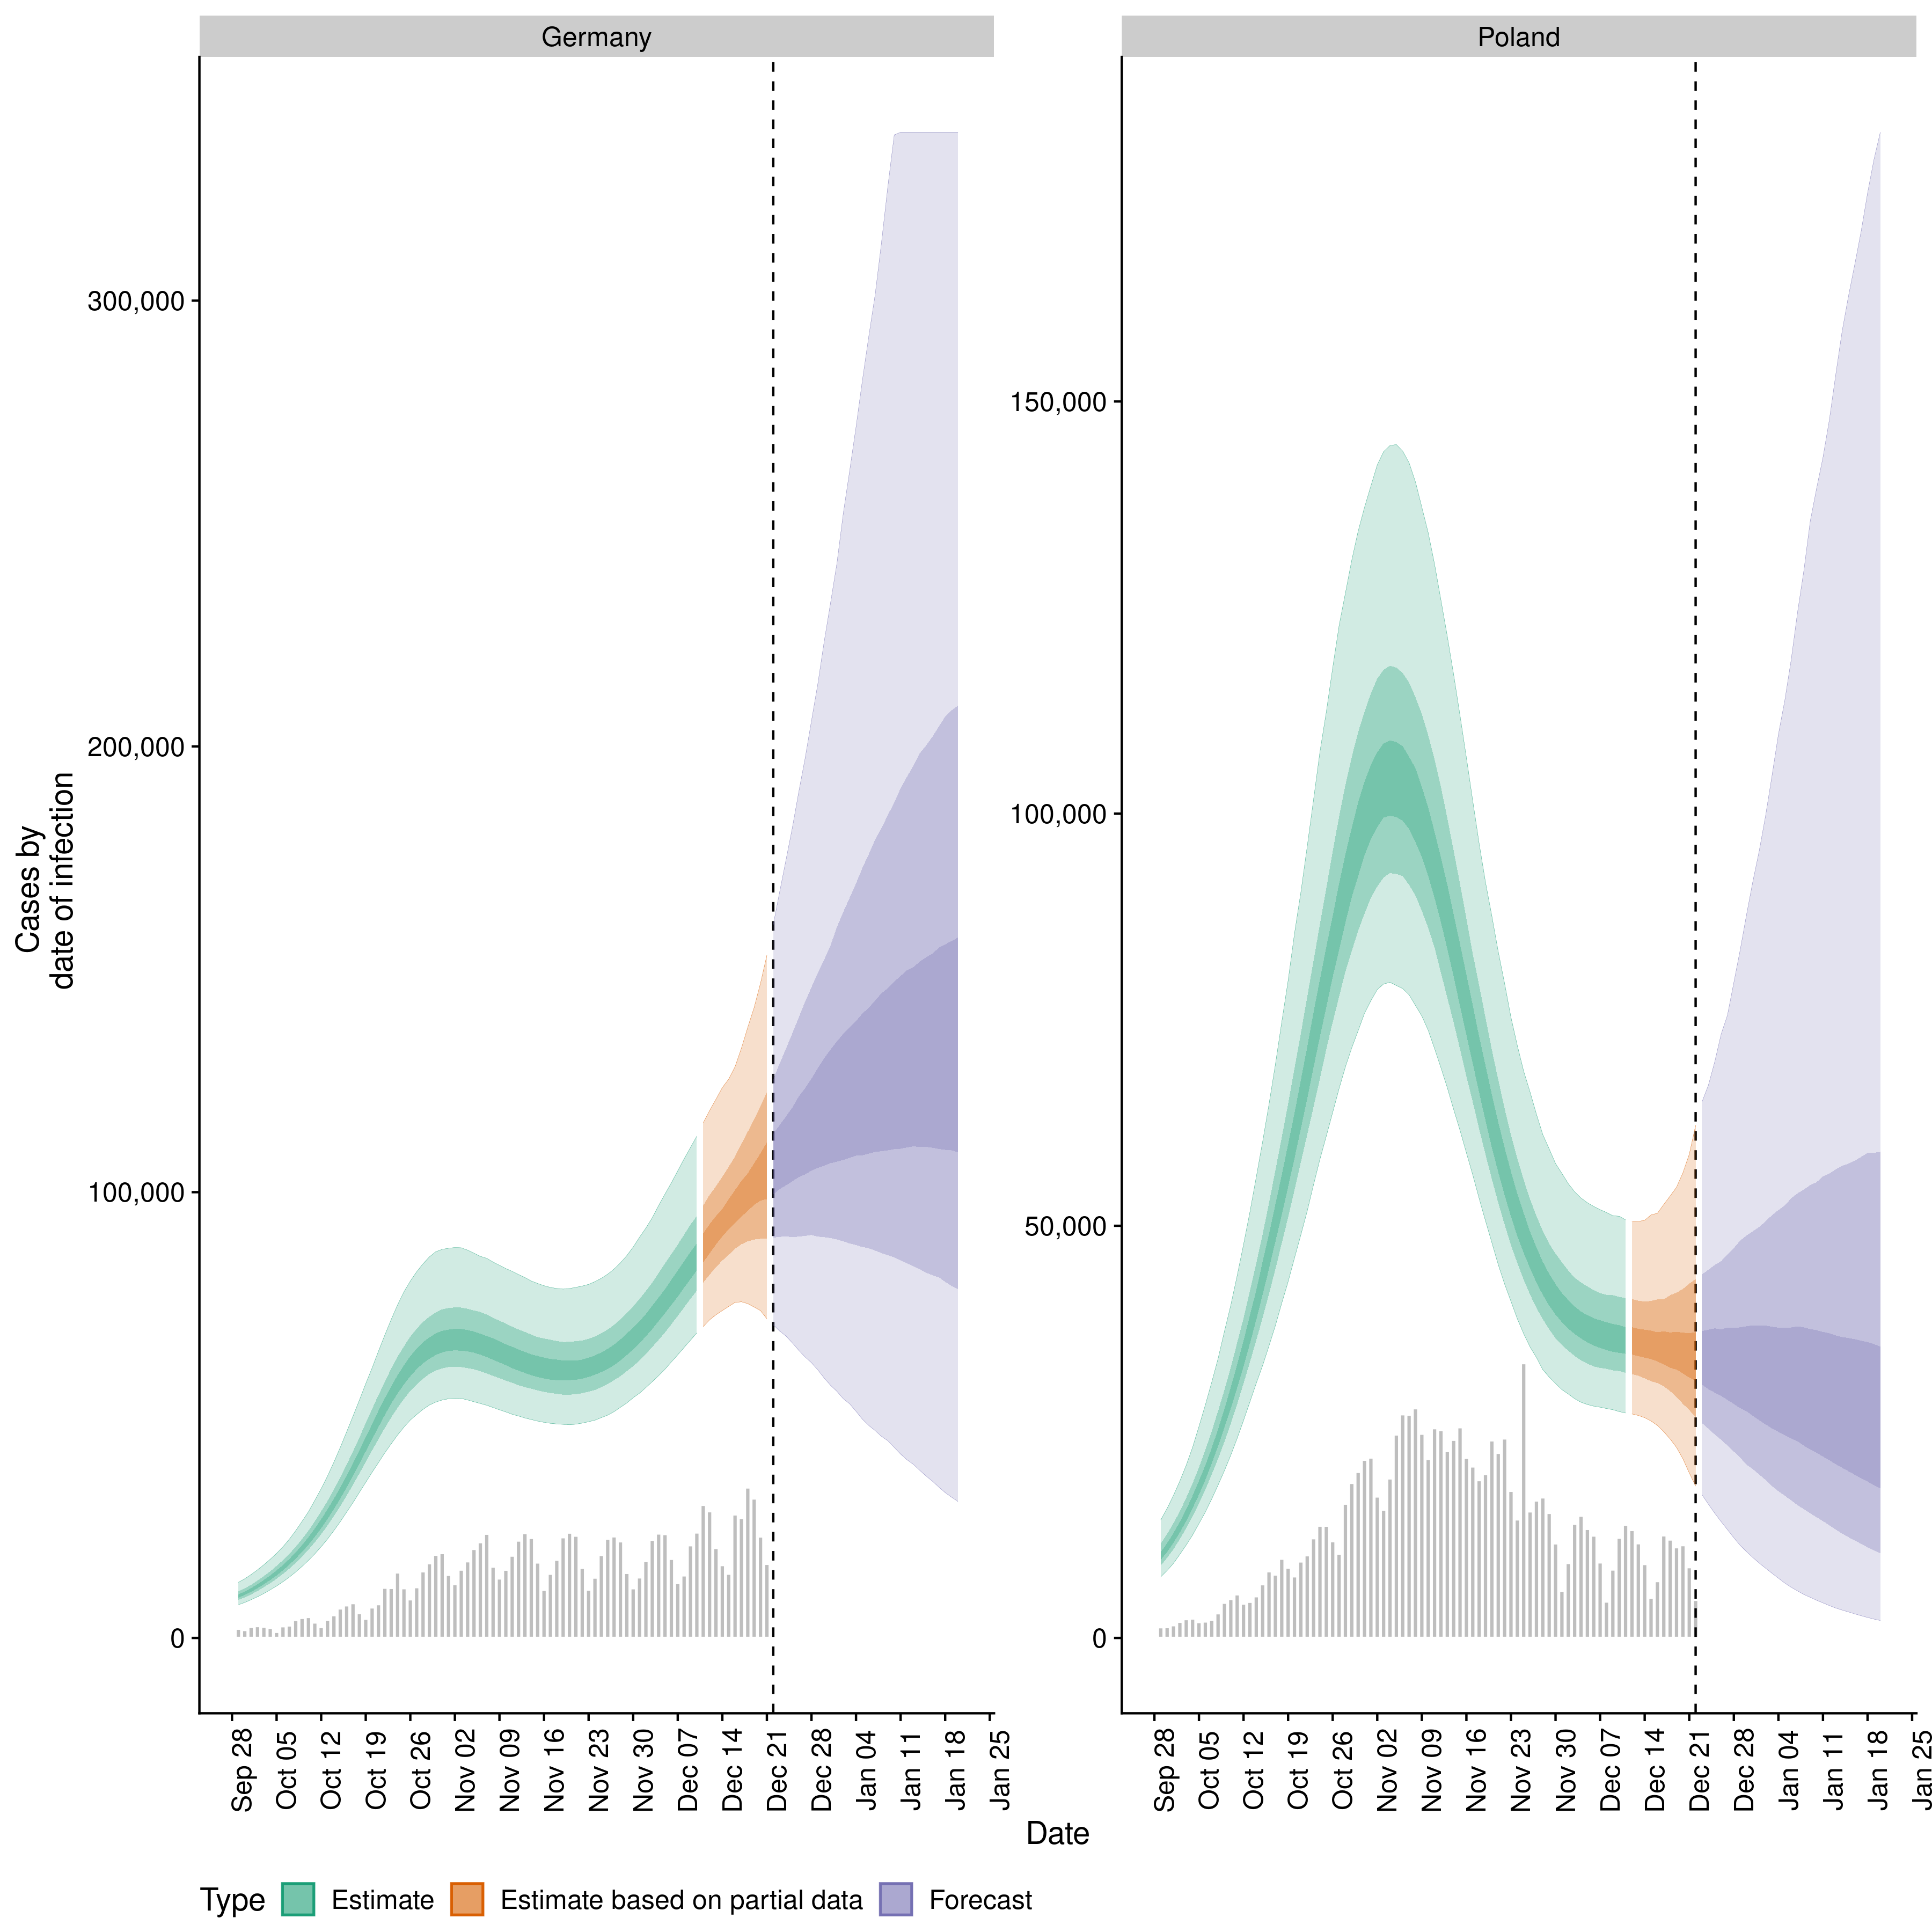 Germany
Poland
Cases by
date of infection
300,000
200,000
100,000
0
150,000
100,000
50,000
0
Sep 28
Oct 05
Oct 12
Oct 19
Oct 26
Nov 02
Nov 09
Nov 16
Nov 23
Nov 30
Dec 07
Dec 14
Dec 21
Dec 28
Jan 04
Jan 11
Jan 18
Jan 25
Sep 28
Oct 05
Oct 12
Oct 19
Oct 26
Nov 02
Nov 09
Nov 16
Nov 23
Nov 30
Dec 07
Dec 14
Dec 21
Dec 28
Jan 04
Jan 11
Jan 18
Jan 25
Date
Type Estimate Estimate based on partial data Forecast